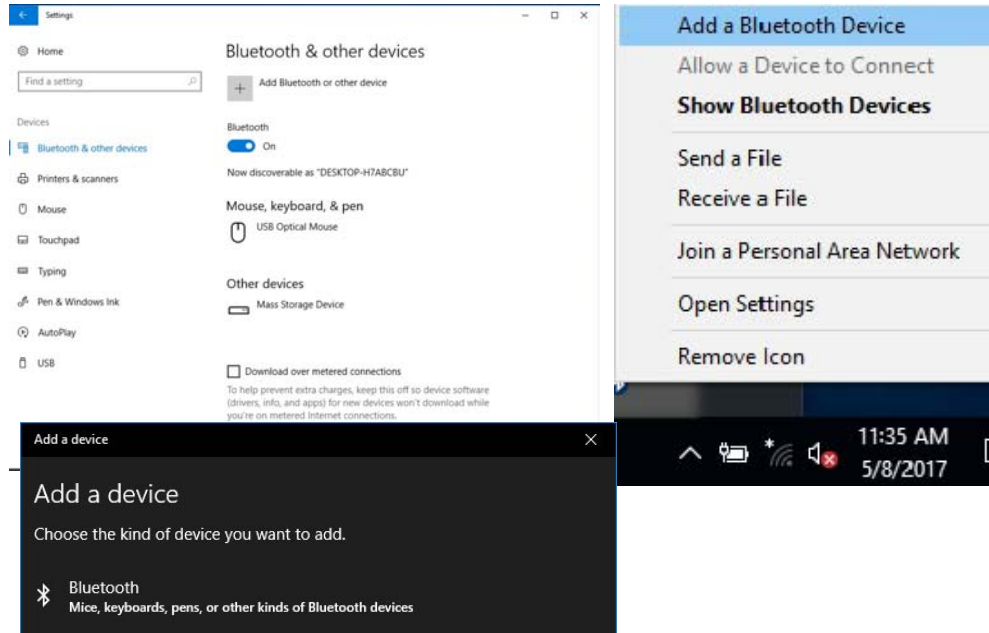 Settings
Home
Find a setting
Devices
Bluetooth & other devices
Printers & scanners
Mouse
Touchpad
Typing
Pen & Windows Ink
AutoPlay
USB
Bluetooth & other devices
Add Bluetooth or other device
Bluetooth
On
Now discoverable as "DESKTOP-H7ABCBU"
Mouse, keyboard, & pen
USB Optical Mouse
Other devices
Mass Storage Device
Download over metered connections
To help prevent extra charges, keep this off so device software
(drivers, info, and apps) for new devices won't download while
you're on metered Internet connections.
Add a Bluetooth Device
Allow a Device to Connect
Show Bluetooth Devices
Send a File
Receive a File
Join a Personal Area Network
Open Settings
Remove Icon
11:35 AM
5/8/2017
Add a device
Add a device
Choose the kind of device you want to add.
Bluetooth
Mice, keyboards, pens, or other kinds of Bluetooth devices